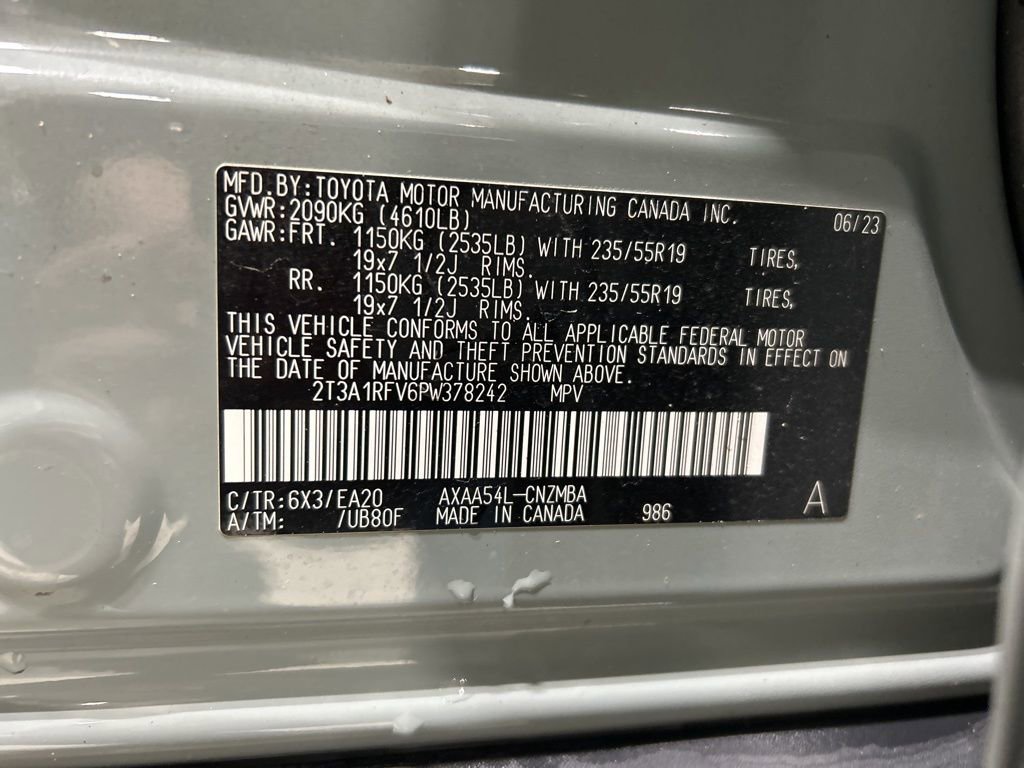 MFD.BY:TOYOTA MOTOR MANUFACTURING CANADA INC. 06/23
GVWR:2090KG (4610LB)
GAWR:FRT. 1150KG (2535LB) WITH 235/55R19 TIRES,
19x7 1/2J RIMS.
RR. 1150KG (2535LB) WITH 235/55R19 TIRES,
19x7 1/2J RIMS.
THIS VEHICLE CONFORMS TO ALL APPLICABLE FEDERAL MOTOR
VEHICLE SAFETY AND THEFT PREVENTION STANDARDS IN EFFECT ON
THE DATE OF MANUFACTURE SHOWN ABOVE.
2T3A1RFV6PW378242 MPV
C/TR:6X3/EA20 AXAA54L-CNZMBA
A/TM: /UB80F MADE IN CANADA 986 A